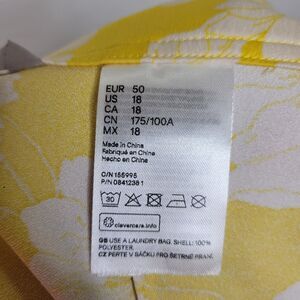 EUR 50
US 18
CA 18
CN 175/100A
MX 18
Made in China
Fabriqué en Chine
Hecho en China
C/N 155995
P/N 0841238 1
30
clevercare.info
GB USE A LAUNDRY BAG. SHELL: 100%
POLYESTER.
CZ PERTE V SÁČKU PRO ŠETRNÉ PRANÍ.